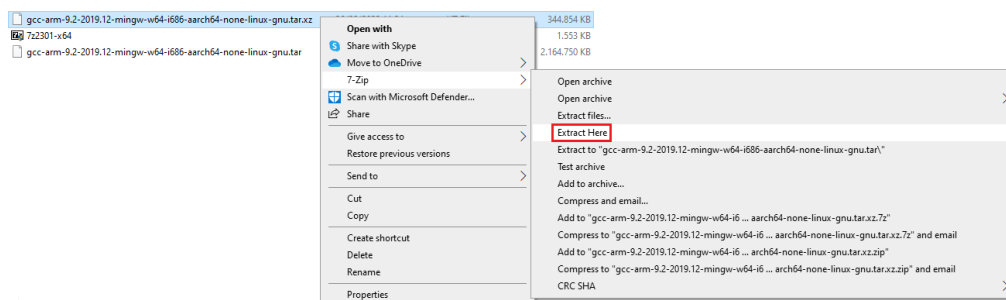 gcc-arm-9.2-2019.12-mingw-w64-i686-aarch64-none-linux-gnu.tar.xz 344.854 KB
7z2301-x64 1.553 KB
gcc-arm-9.2-2019.12-mingw-w64-i686-aarch64-none-linux-gnu.tar 2.164.750 KB
Open with
Share with Skype
Move to OneDrive
7-Zip
Scan with Microsoft Defender...
Share
Give access to
Restore previous versions
Send to
Cut
Copy
Create shortcut
Delete
Rename
Properties
Open archive
Open archive
Extract files...
Extract Here
Extract to "gcc-arm-9.2-2019.12-mingw-w64-i686-aarch64-none-linux-gnu.tar\"
Test archive
Add to archive...
Compress and email...
Add to "gcc-arm-9.2-2019.12-mingw-w64-i6 ... aarch64-none-linux-gnu.tar.xz.7z"
Compress to "gcc-arm-9.2-2019.12-mingw-w64-i6 ... aarch64-none-linux-gnu.tar.xz.7z" and email
Add to "gcc-arm-9.2-2019.12-mingw-w64-i6 ... arch64-none-linux-gnu.tar.xz.zip"
Compress to "gcc-arm-9.2-2019.12-mingw-w64-i6 ... arch64-none-linux-gnu.tar.xz.zip" and email
CRC SHA